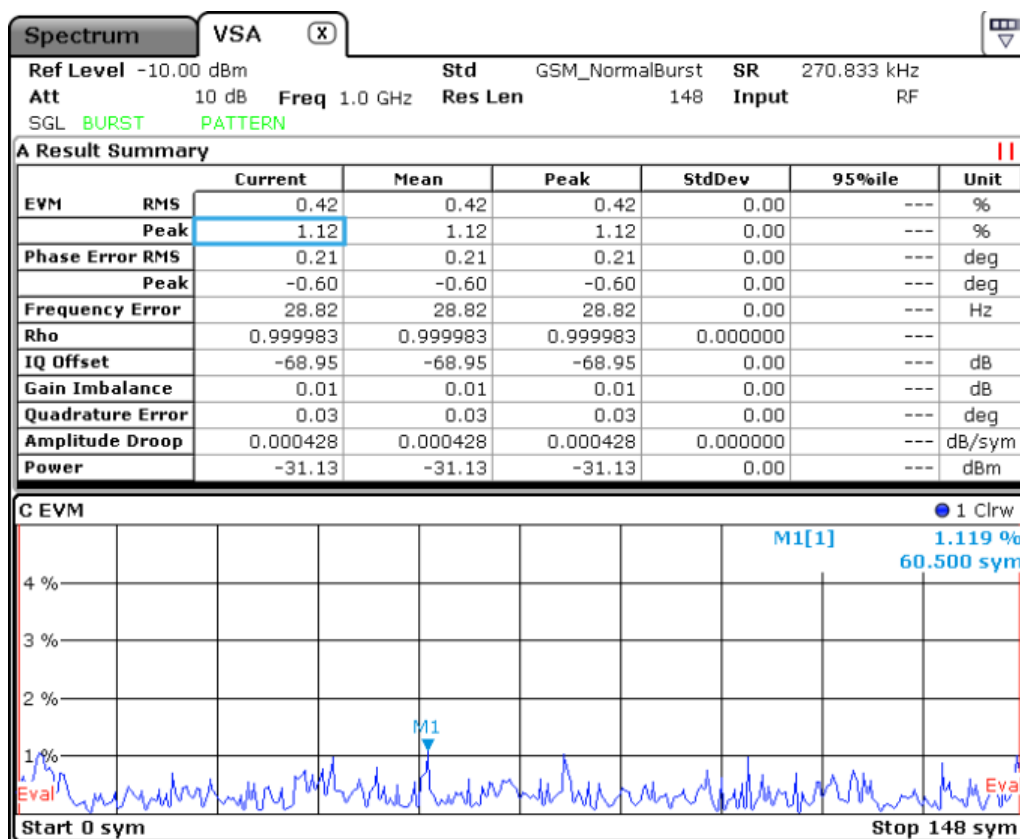 Spectrum VSA X
Ref Level -10.00 dBm Std GSM_NormalBurst SR 270.833 kHz
Att 10 dB Freq 1.0 GHz Res Len 148 Input RF
SGL BURST PATTERN
A Result Summary
Current Mean Peak StdDev 95%ile Unit
EVM RMS 0.42 0.42 0.42 0.00 --- %
Peak 1.12 1.12 1.12 0.00 --- %
Phase Error RMS 0.21 0.21 0.21 0.00 --- deg
Peak -0.60 -0.60 -0.60 0.00 --- deg
Frequency Error 28.82 28.82 28.82 0.00 --- Hz
Rho 0.999983 0.999983 0.999983 0.000000 ---
IQ Offset -68.95 -68.95 -68.95 0.00 --- dB
Gain Imbalance 0.01 0.01 0.01 0.00 --- dB
Quadrature Error 0.03 0.03 0.03 0.00 --- deg
Amplitude Droop 0.000428 0.000428 0.000428 0.000000 --- dB/sym
Power -31.13 -31.13 -31.13 0.00 --- dBm
C EVM 1 Clrw
M1[1] 1.119 %
60.500 sym
4 %
3 %
2 %
M1
1 %
Eval Eval
Start 0 sym Stop 148 sym